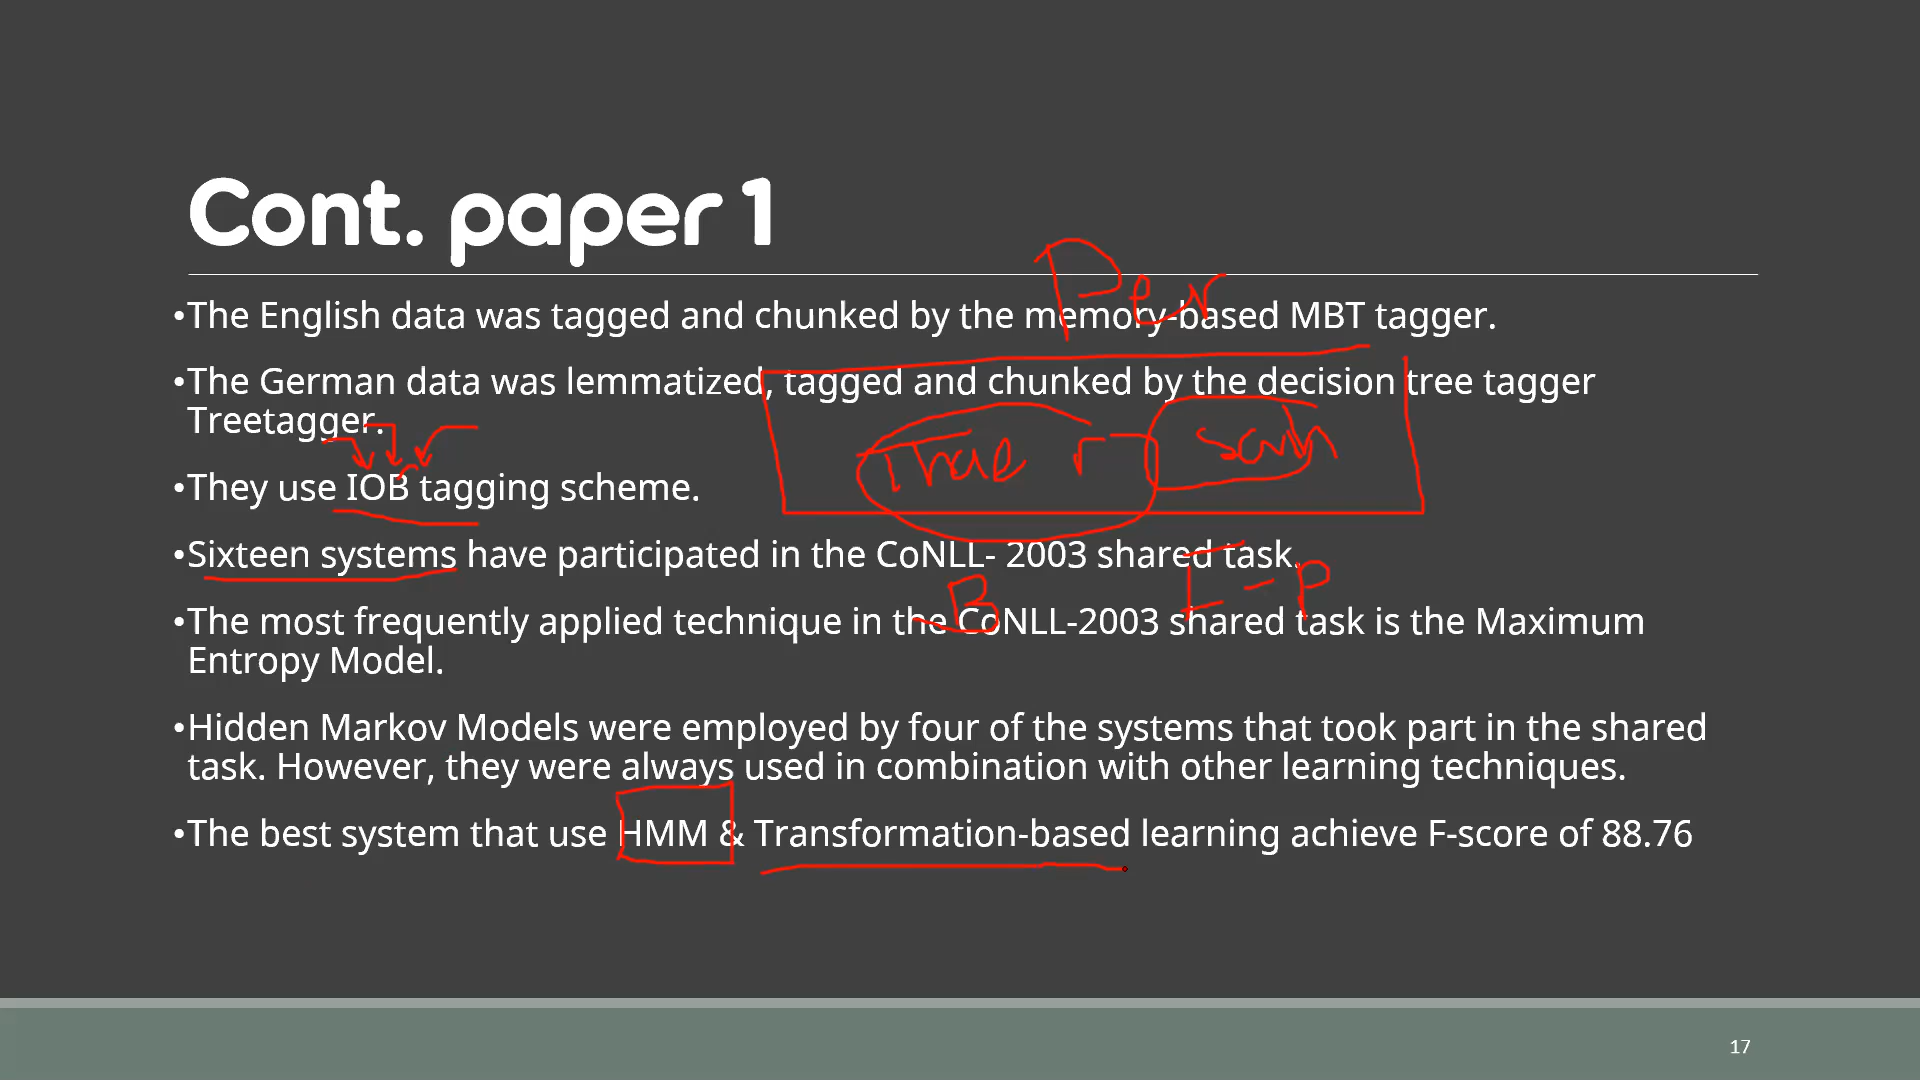 Cont. paper 1
Per
•The English data was tagged and chunked by the memory-based MBT tagger.
•The German data was lemmatized, tagged and chunked by the decision tree tagger
Treetagger.
•They use IOB tagging scheme.
•Sixteen systems have participated in the CoNLL- 2003 shared task.
B I-P
•The most frequently applied technique in the CoNLL-2003 shared task is the Maximum
Entropy Model.
•Hidden Markov Models were employed by four of the systems that took part in the shared
task. However, they were always used in combination with other learning techniques.
•The best system that use HMM & Transformation-based learning achieve F-score of 88.76
17